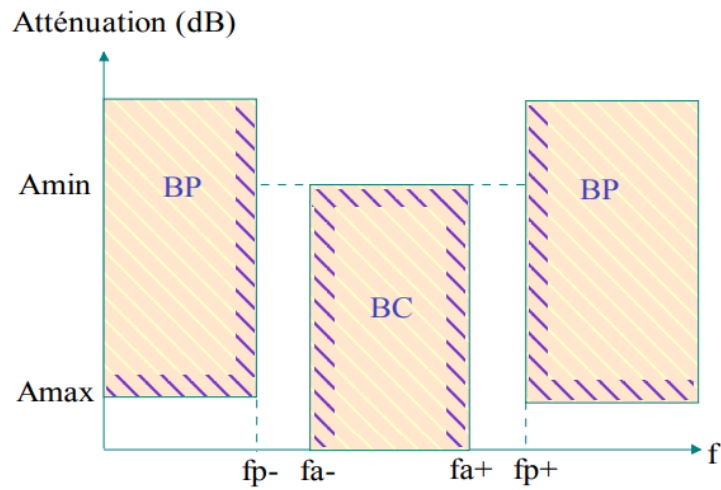 Atténuation (dB)
Amin
BP
BP
BC
Amax
f
fp-
fa-
fa+
fp+